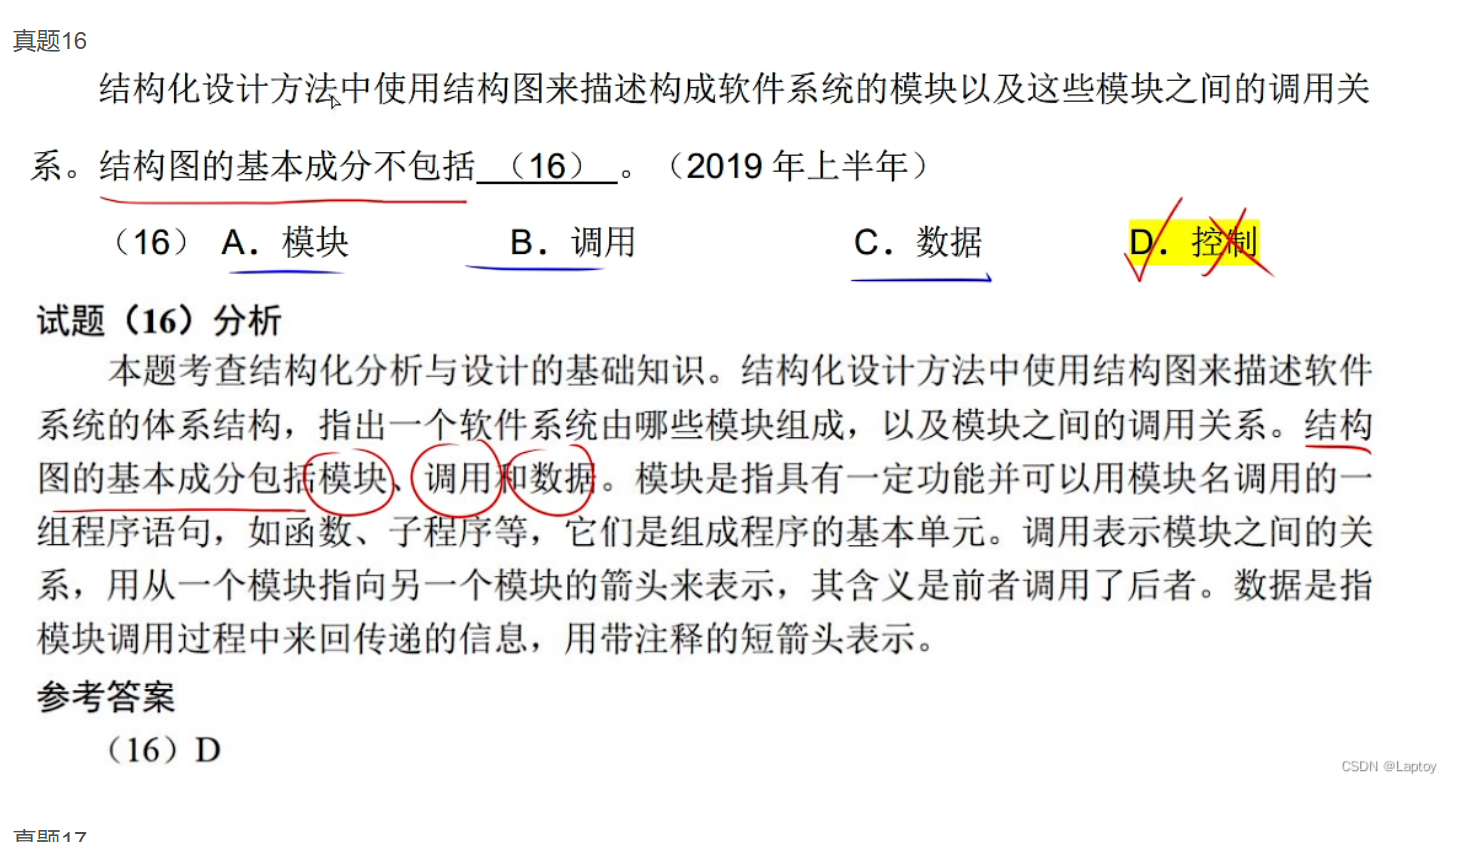 真题16
结构化设计方法中使用结构图来描述构成软件系统的模块以及这些模块之间的调用关
系。结构图的基本成分不包括 （16） 。（2019 年上半年）
（16） A．模块 B．调用 C．数据 D．控制
试题（16）分析
本题考查结构化分析与设计的基础知识。结构化设计方法中使用结构图来描述软件
系统的体系结构，指出一个软件系统由哪些模块组成，以及模块之间的调用关系。结构
图的基本成分包括模块、调用和数据。模块是指具有一定功能并可以用模块名调用的一
组程序语句，如函数、子程序等，它们是组成程序的基本单元。调用表示模块之间的关
系，用从一个模块指向另一个模块的箭头来表示，其含义是前者调用了后者。数据是指
模块调用过程中来回传递的信息，用带注释的短箭头表示。
参考答案
（16）D
CSDN @Laptoy
真题17